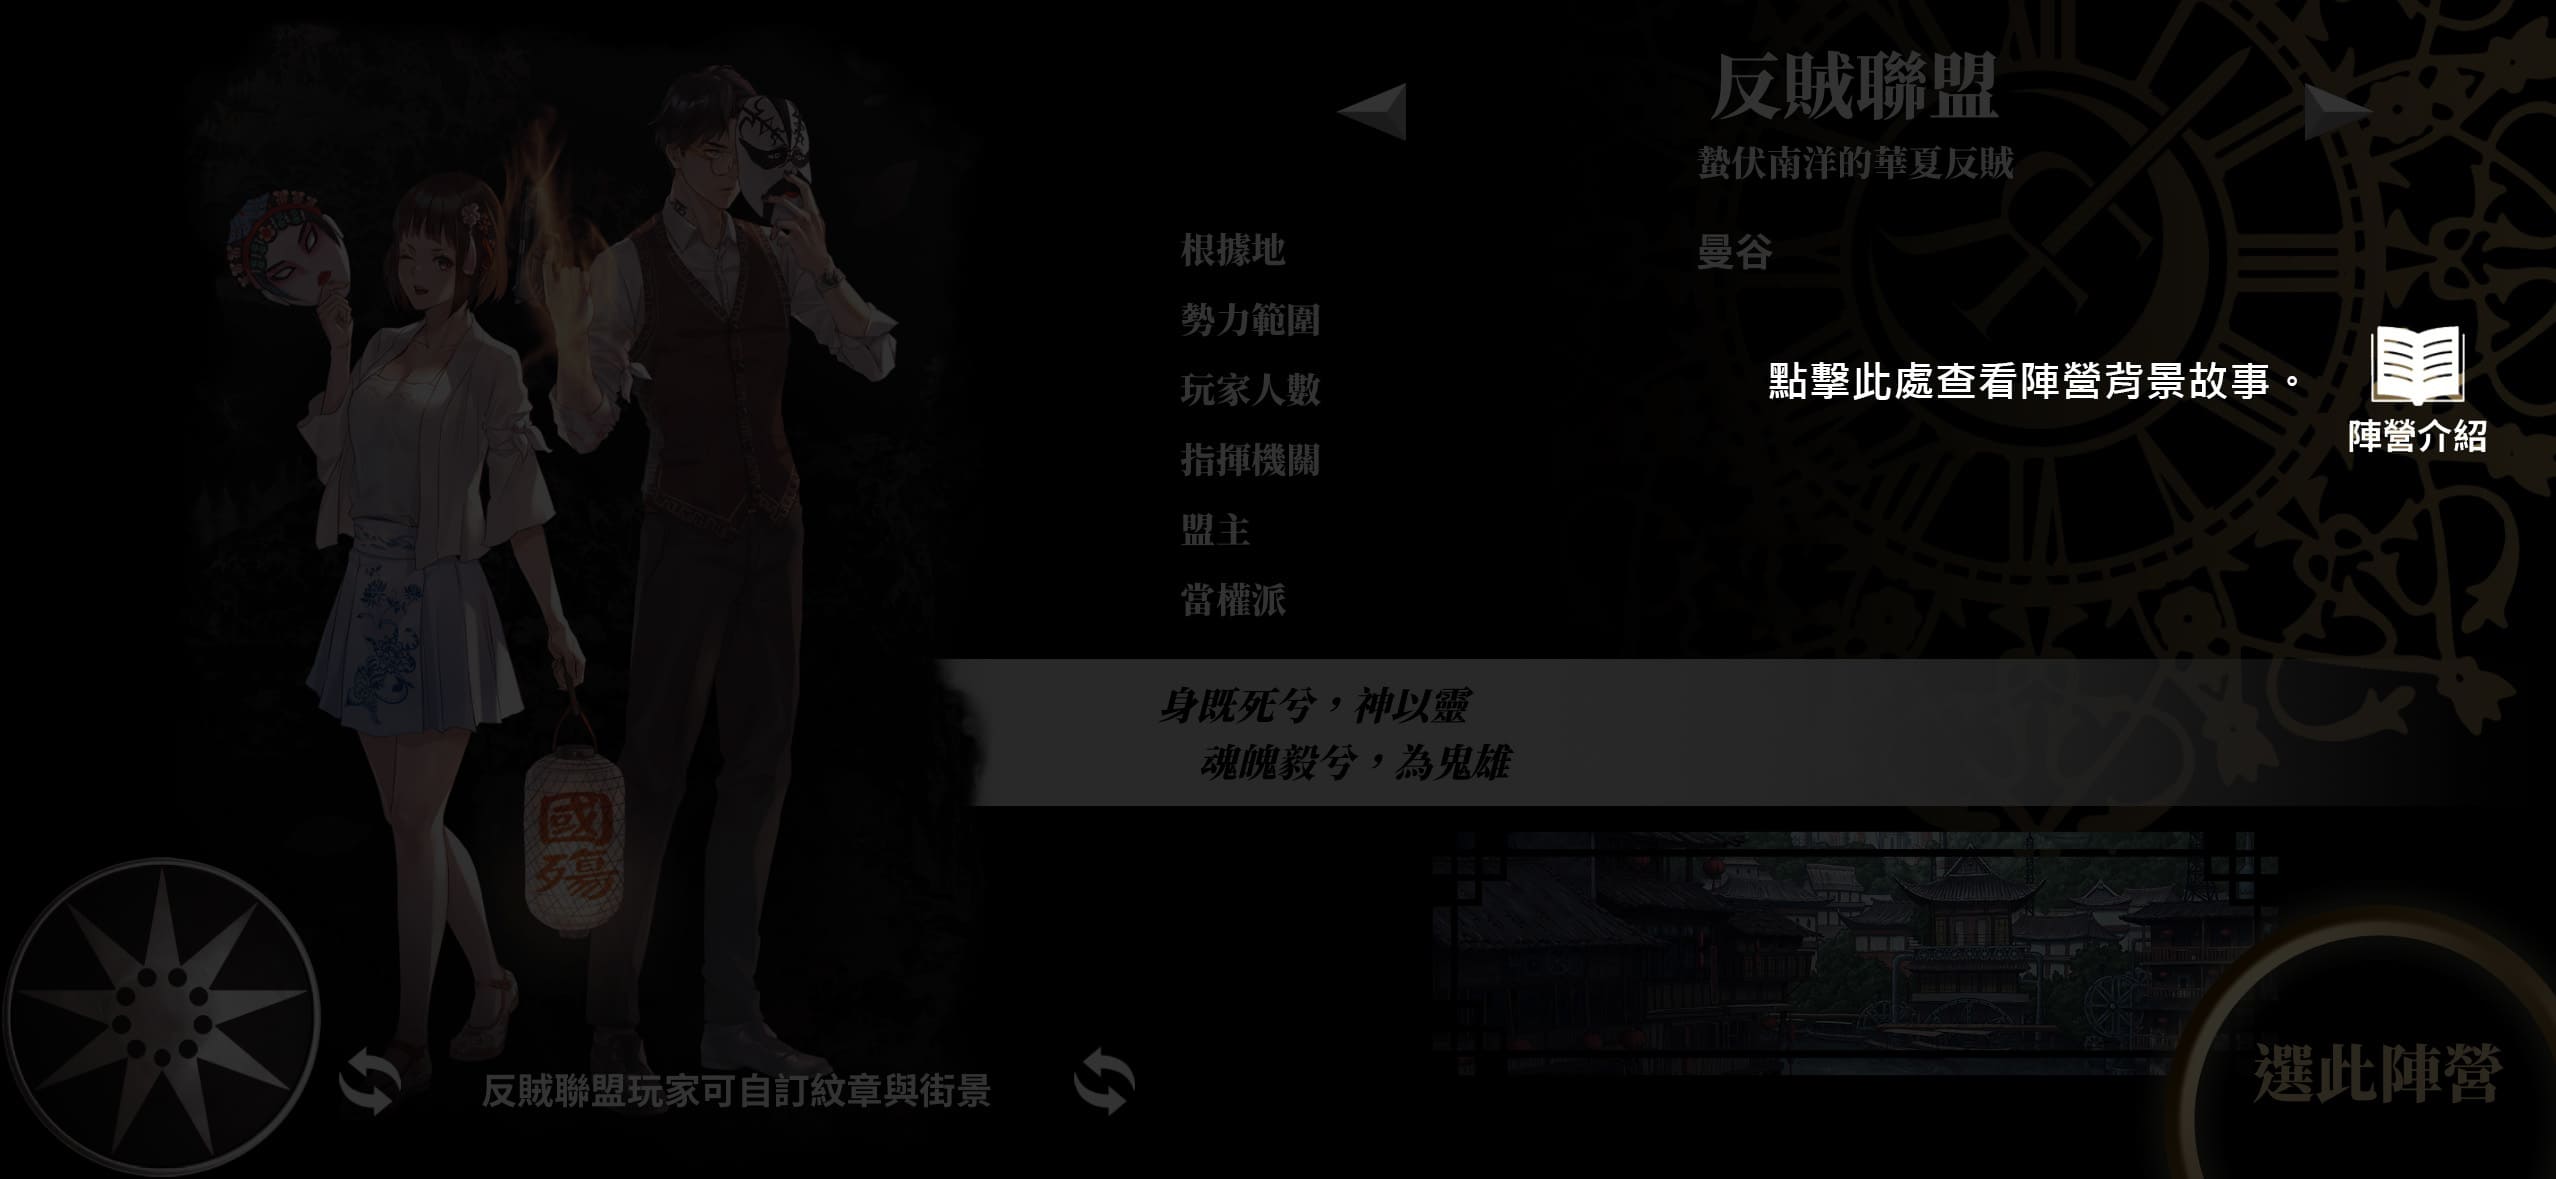 反賊聯盟
蟄伏南洋的華夏反賊
根據地
曼谷
勢力範圍
玩家人數
指揮機關
盟主
當權派
點擊此處查看陣營背景故事。
陣營介紹
身既死兮，神以靈
魂魄毅兮，為鬼雄
國殤
反賊聯盟玩家可自訂紋章與街景
選此陣營